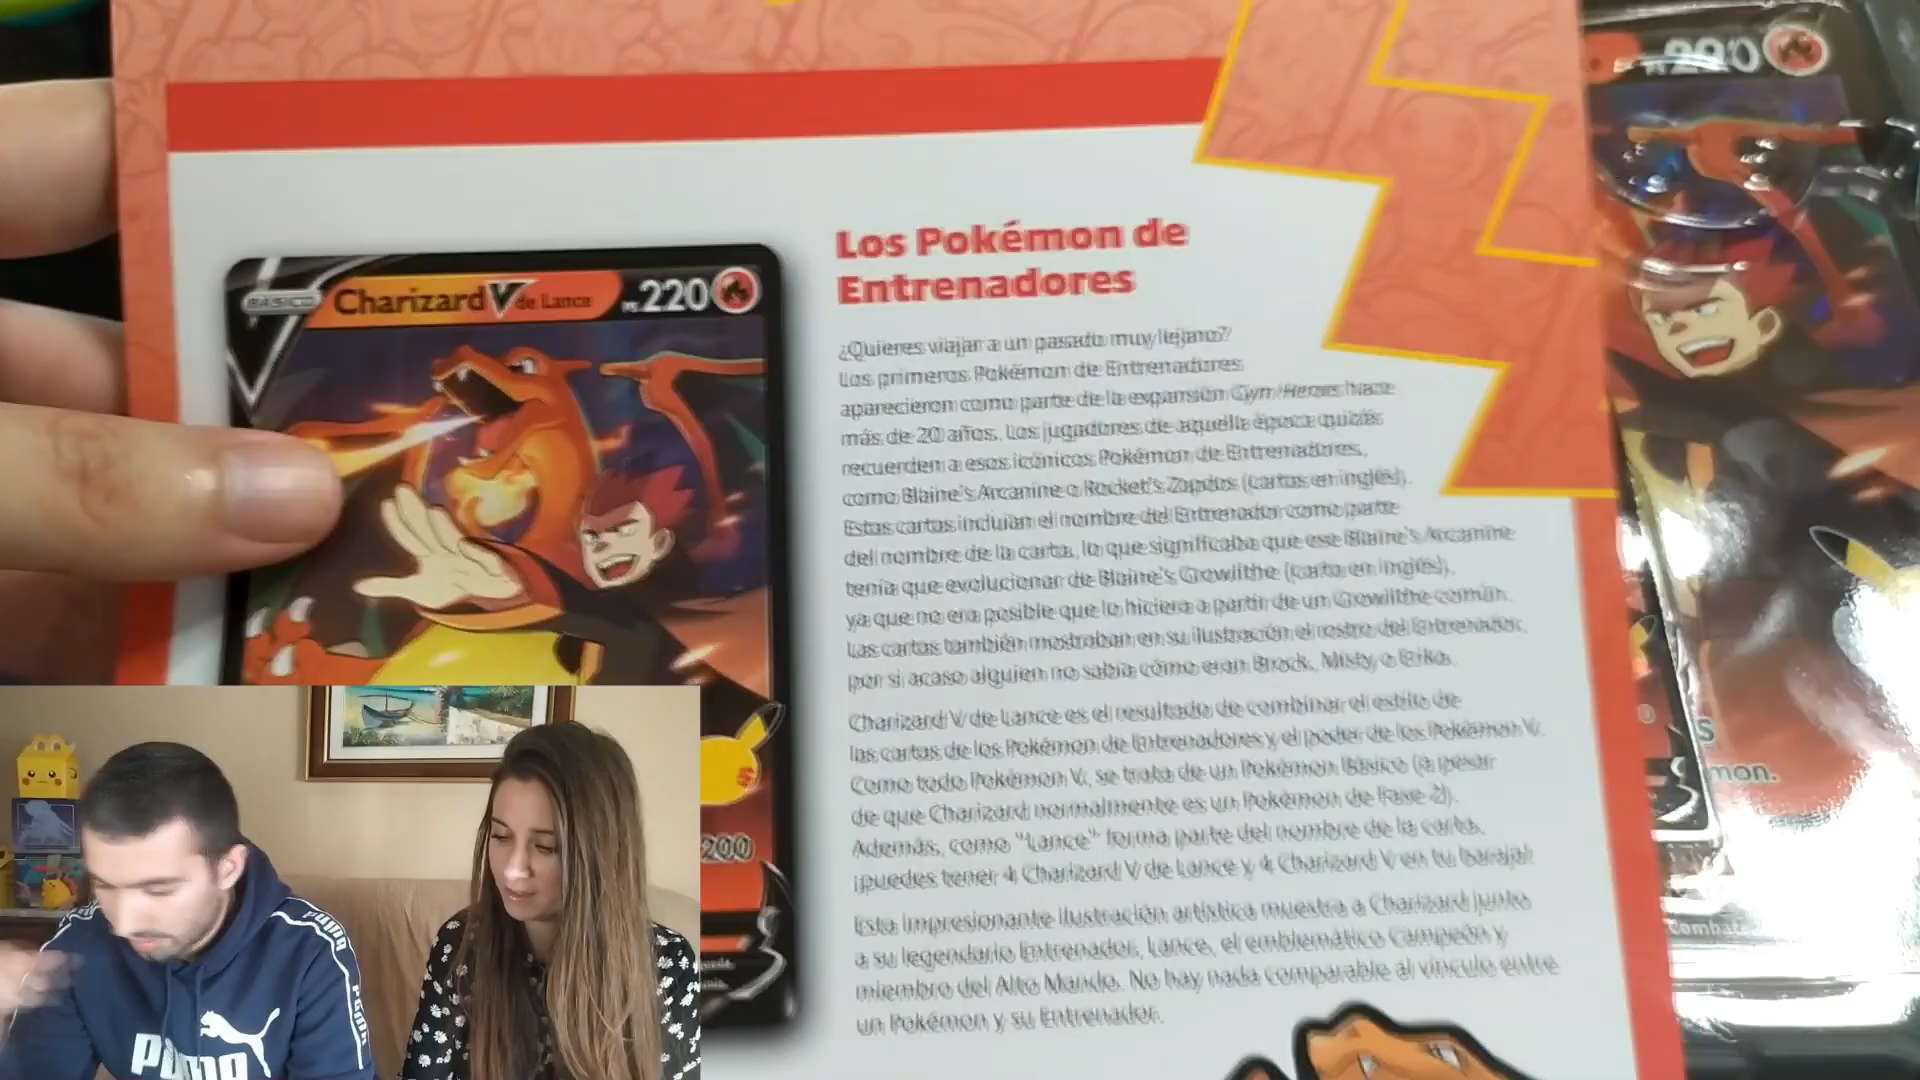 220
BÁSICO Charizard V de Lance PS 220
Los Pokémon de
Entrenadores
¿Quieres viajar a un pasado muy lejano?
Los primeros Pokémon de Entrenadores
aparecieron como parte de la expansión Gym Heroes hace
más de 20 años. Los jugadores de aquella época quizás
recuerden a esos icónicos Pokémon de Entrenadores,
como Blaine's Arcanine o Rocket's Zapdos (cartas en inglés).
Estas cartas incluían el nombre del Entrenador como parte
del nombre de la carta, lo que significaba que ese Blaine's Arcanine
tenía que evolucionar de Blaine's Growlithe (carta en inglés),
ya que no era posible que lo hiciera a partir de un Growlithe común.
Las cartas también mostraban en su ilustración el rostro del Entrenador,
por si acaso alguien no sabía cómo eran Brock, Misty o Erika.
Charizard V de Lance es el resultado de combinar el estilo de
las cartas de los Pokémon de Entrenadores y el poder de los Pokémon V.
Como todo Pokémon V, se trata de un Pokémon Básico (a pesar
de que Charizard normalmente es un Pokémon de Fase 2).
Además, como "Lance" forma parte del nombre de la carta,
¡puedes tener 4 Charizard V de Lance y 4 Charizard V en tu baraja!
Esta impresionante ilustración artística muestra a Charizard junto
a su legendario Entrenador, Lance, el emblemático Campeón y
miembro del Alto Mando. No hay nada comparable al vínculo entre
un Pokémon y su Entrenador.
200
mon.
PUMA
PUMA
PUMA